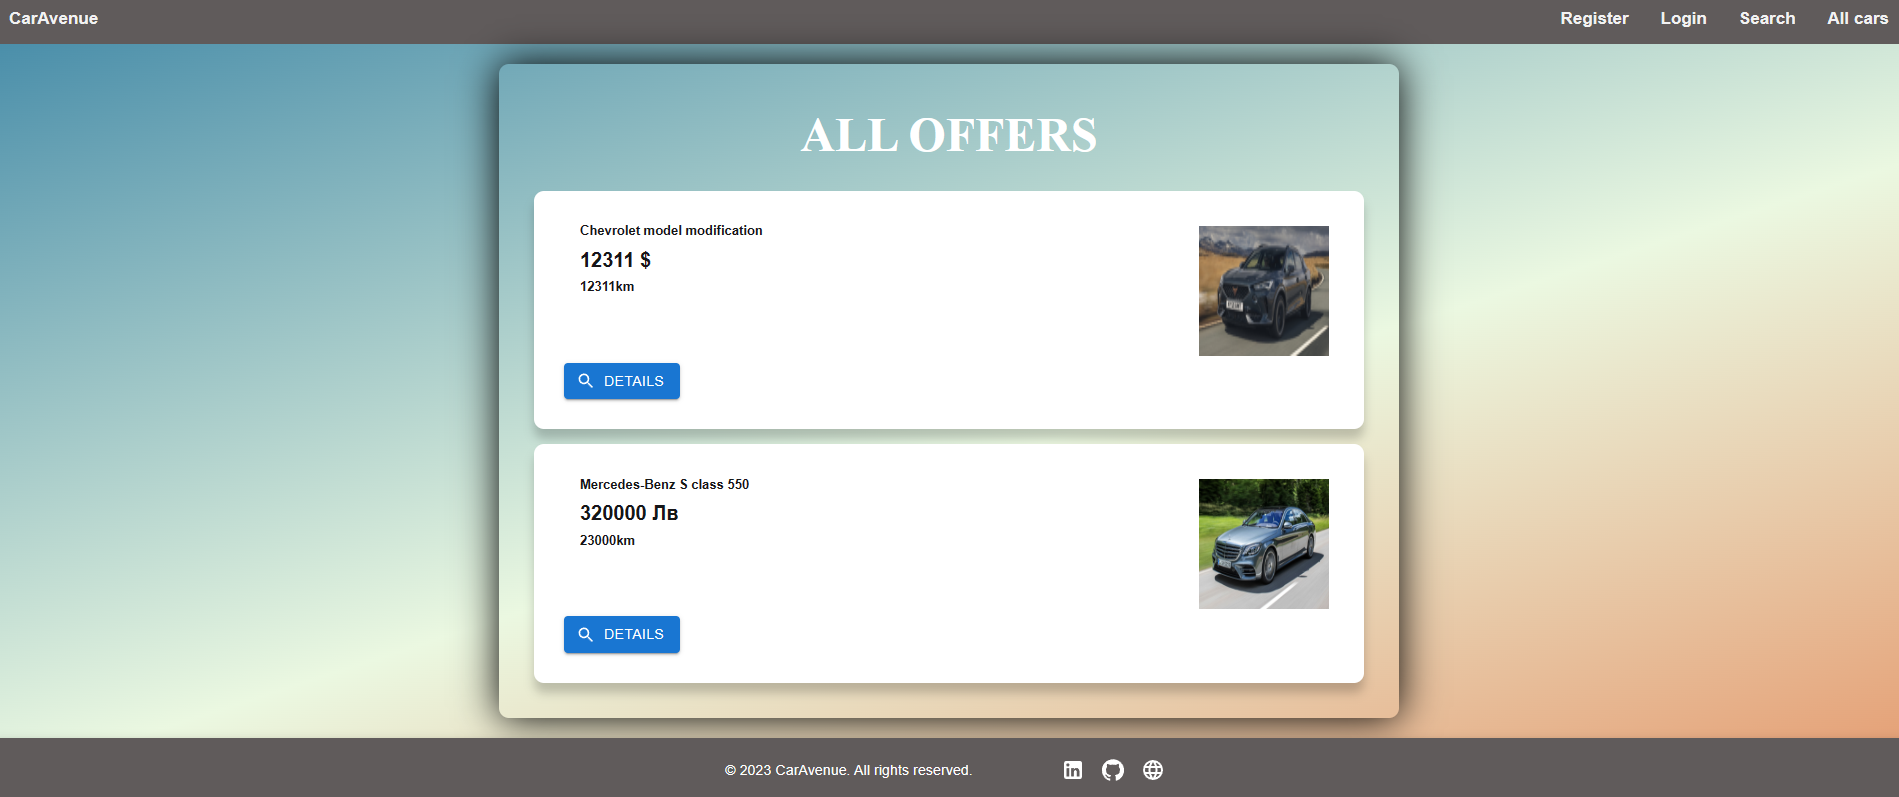 CarAvenue Register Login Search All cars
ALL OFFERS
Chevrolet model modification
12311 $
12311km
DETAILS
Mercedes-Benz S class 550
320000 Лв
23000km
DETAILS
© 2023 CarAvenue. All rights reserved.
in